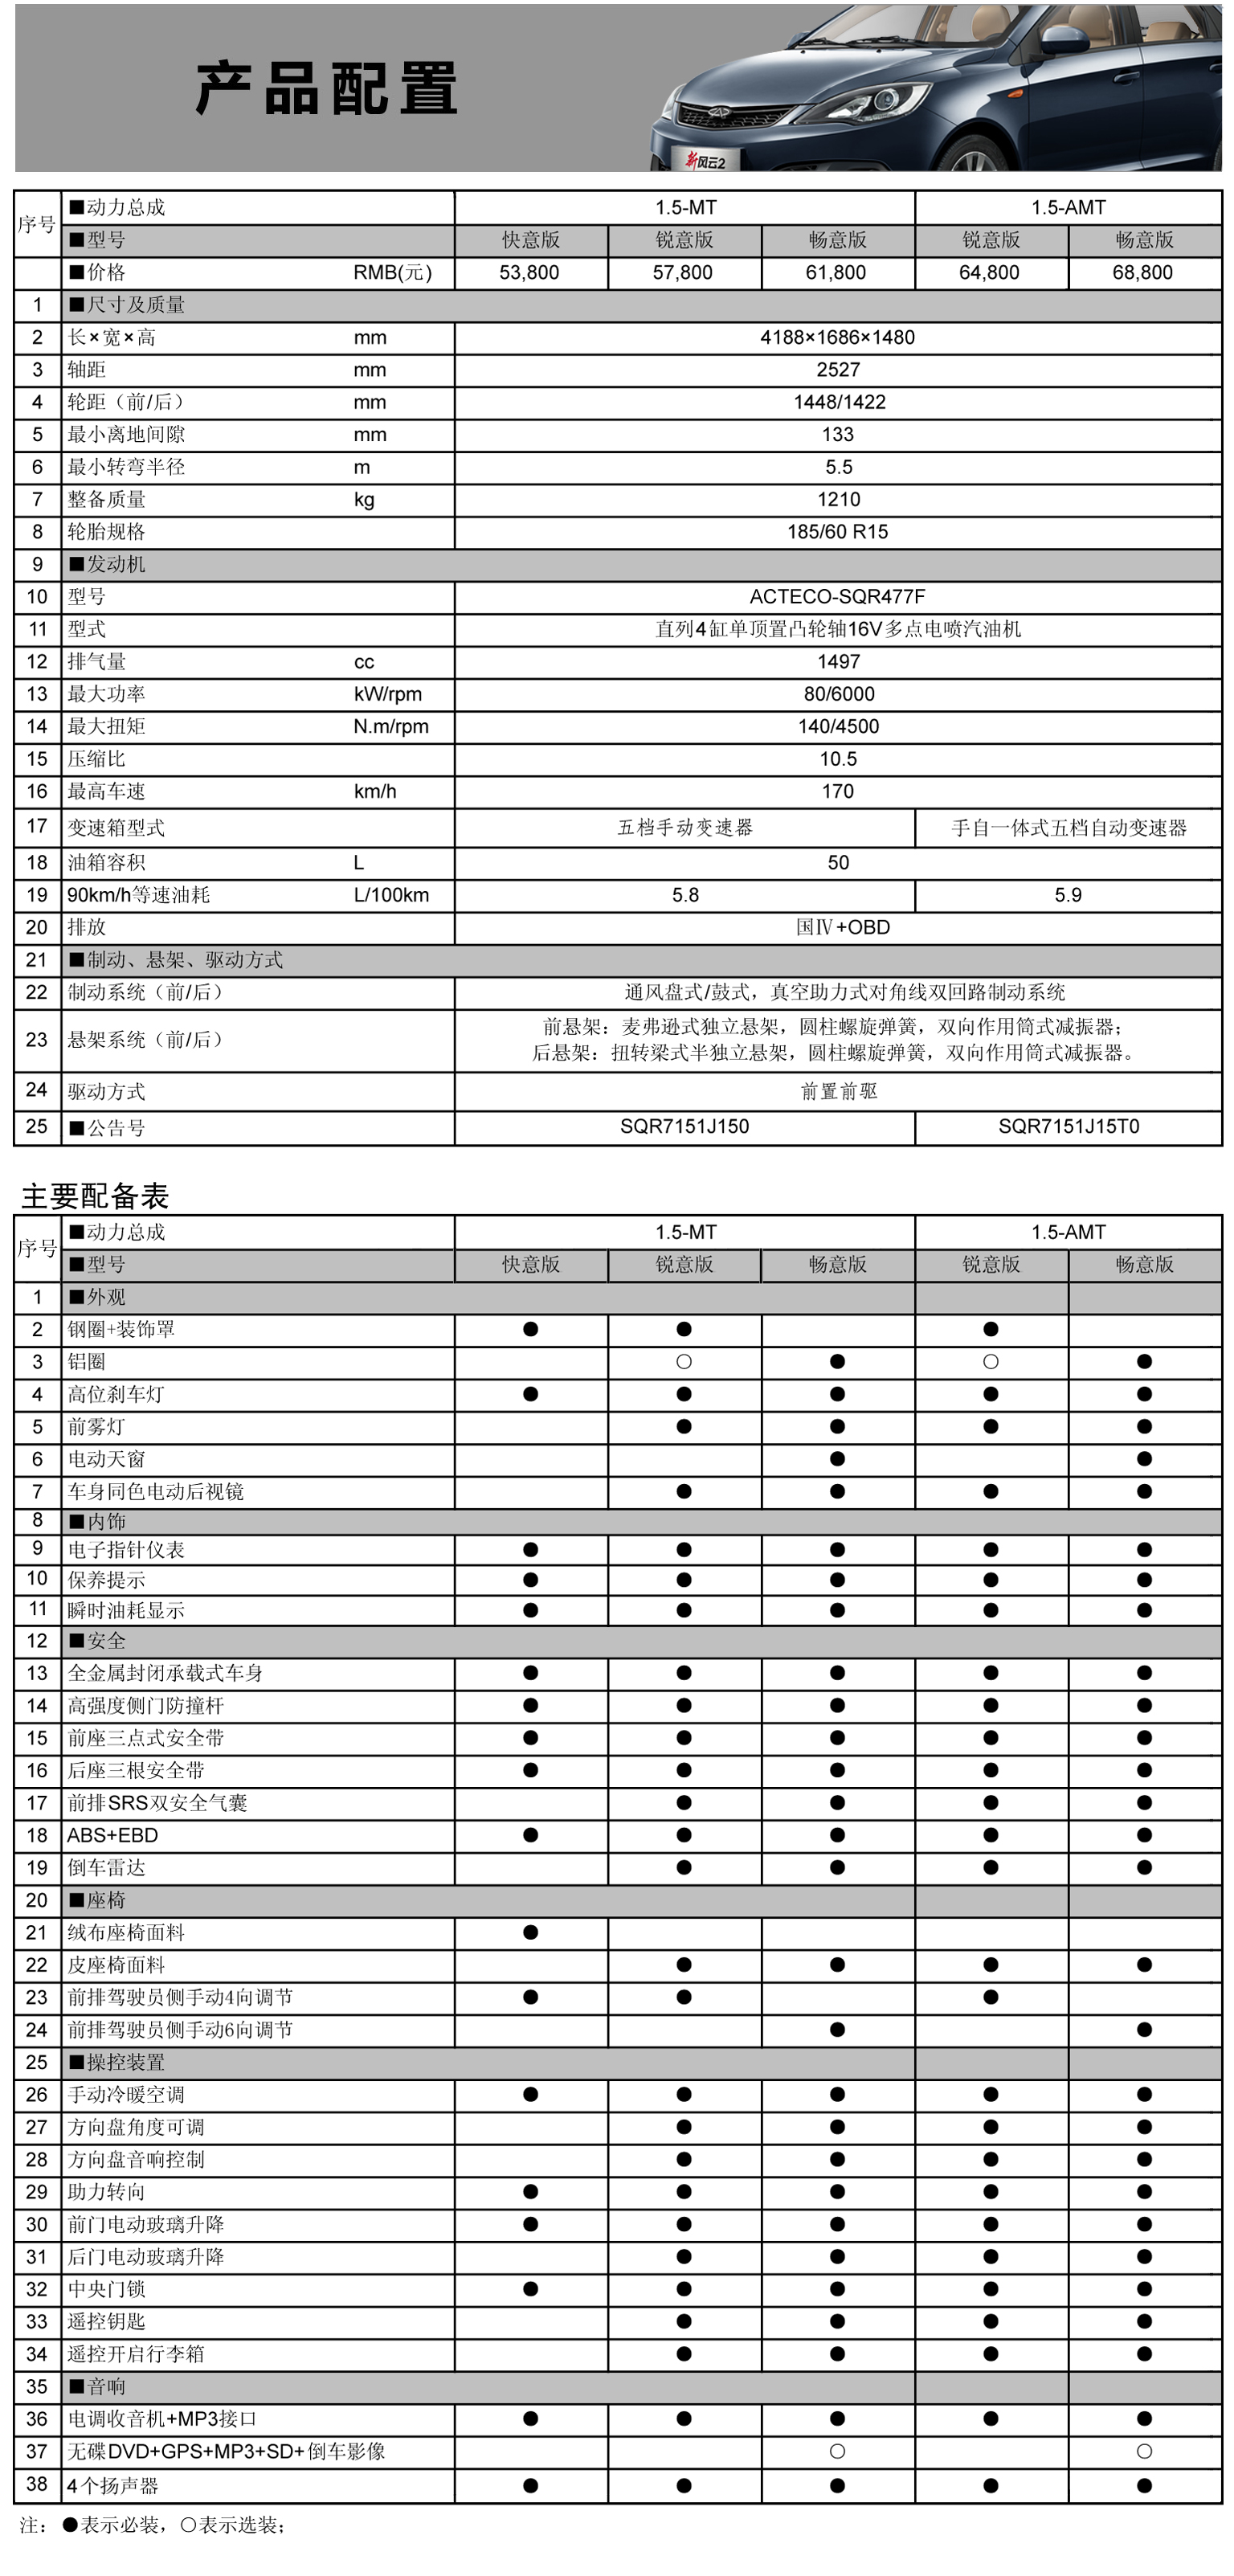 产品配置
新风云2
序号 ■动力总成 1.5-MT 1.5-AMT
■型号 快意版 锐意版 畅意版 锐意版 畅意版
■价格 RMB(元) 53,800 57,800 61,800 64,800 68,800
1 ■尺寸及质量
2 长×宽×高 mm 4188×1686×1480
3 轴距 mm 2527
4 轮距（前/后） mm 1448/1422
5 最小离地间隙 mm 133
6 最小转弯半径 m 5.5
7 整备质量 kg 1210
8 轮胎规格 185/60 R15
9 ■发动机
10 型号 ACTECO-SQR477F
11 型式 直列4缸单顶置凸轮轴16V多点电喷汽油机
12 排气量 cc 1497
13 最大功率 kW/rpm 80/6000
14 最大扭矩 N.m/rpm 140/4500
15 压缩比 10.5
16 最高车速 km/h 170
17 变速箱型式 五档手动变速器 手自一体式五档自动变速器
18 油箱容积 L 50
19 90km/h等速油耗 L/100km 5.8 5.9
20 排放 国Ⅳ+OBD
21 ■制动、悬架、驱动方式
22 制动系统（前/后） 通风盘式/鼓式，真空助力式对角线双回路制动系统
23 悬架系统（前/后） 前悬架：麦弗逊式独立悬架，圆柱螺旋弹簧，双向作用筒式减振器；
后悬架：扭转梁式半独立悬架，圆柱螺旋弹簧，双向作用筒式减振器。
24 驱动方式 前置前驱
25 ■公告号 SQR7151J150 SQR7151J15T0
主要配备表
序号 ■动力总成 1.5-MT 1.5-AMT
■型号 快意版 锐意版 畅意版 锐意版 畅意版
1 ■外观
2 钢圈+装饰罩 ● ● ●
3 铝圈 ○ ● ○ ●
4 高位刹车灯 ● ● ● ● ●
5 前雾灯 ● ● ● ●
6 电动天窗 ● ●
7 车身同色电动后视镜 ● ● ● ●
8 ■内饰
9 电子指针仪表 ● ● ● ● ●
10 保养提示 ● ● ● ● ●
11 瞬时油耗显示 ● ● ● ● ●
12 ■安全
13 全金属封闭承载式车身 ● ● ● ● ●
14 高强度侧门防撞杆 ● ● ● ● ●
15 前座三点式安全带 ● ● ● ● ●
16 后座三根安全带 ● ● ● ● ●
17 前排SRS双安全气囊 ● ● ● ●
18 ABS+EBD ● ● ● ● ●
19 倒车雷达 ● ● ● ●
20 ■座椅
21 绒布座椅面料 ●
22 皮座椅面料 ● ● ● ●
23 前排驾驶员侧手动4向调节 ● ● ●
24 前排驾驶员侧手动6向调节 ● ●
25 ■操控装置
26 手动冷暖空调 ● ● ● ● ●
27 方向盘角度可调 ● ● ● ●
28 方向盘音响控制 ● ● ● ●
29 助力转向 ● ● ● ● ●
30 前门电动玻璃升降 ● ● ● ● ●
31 后门电动玻璃升降 ● ● ● ●
32 中央门锁 ● ● ● ● ●
33 遥控钥匙 ● ● ● ●
34 遥控开启行李箱 ● ● ● ●
35 ■音响
36 电调收音机+MP3接口 ● ● ● ● ●
37 无碟DVD+GPS+MP3+SD+倒车影像 ○ ○
38 4个扬声器 ● ● ● ● ●
注：●表示必装，○表示选装；